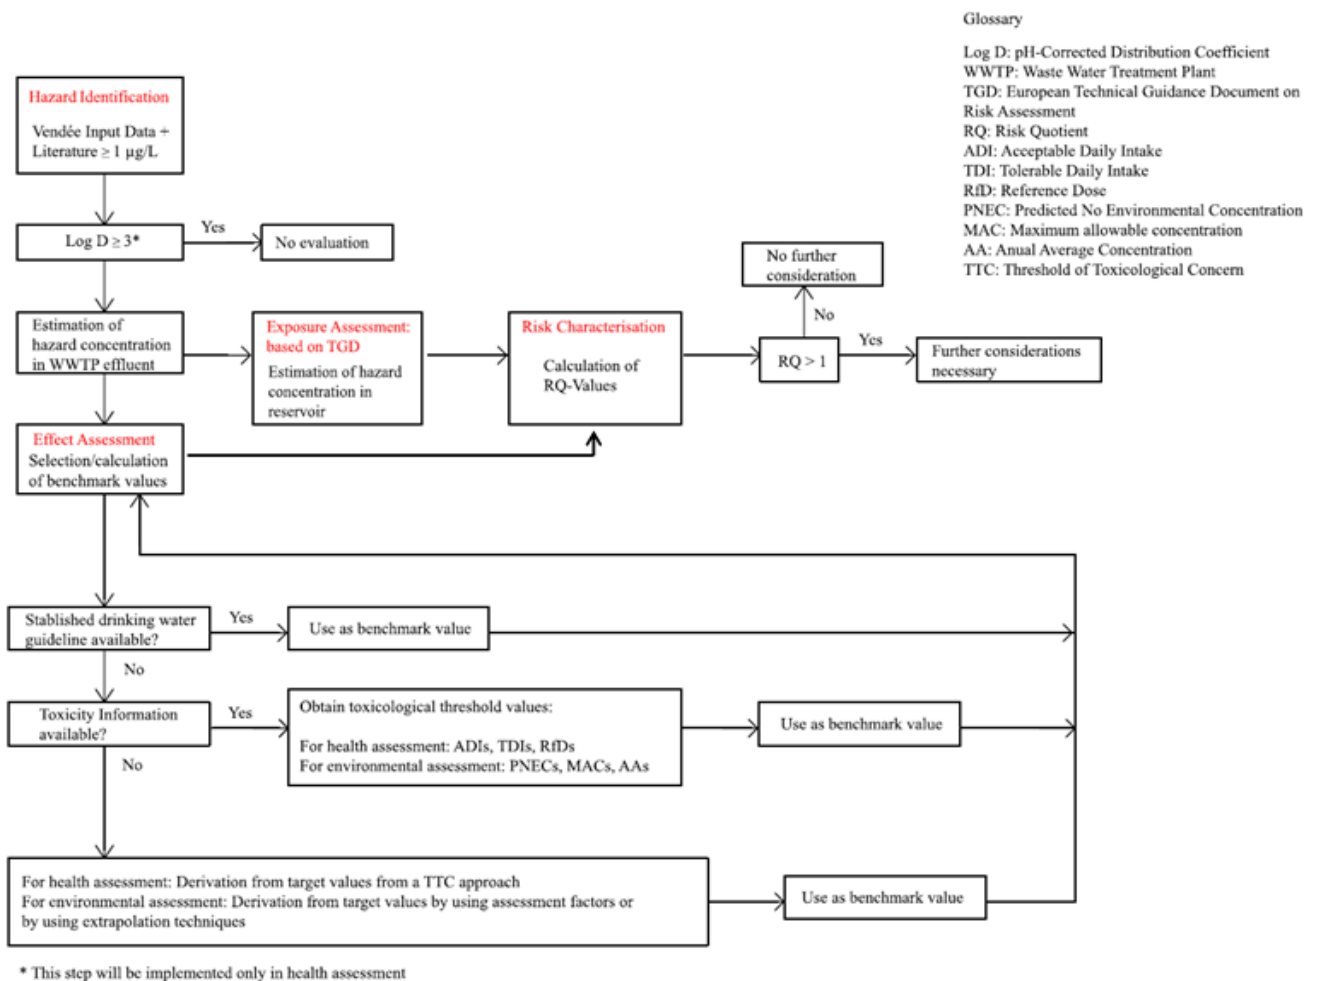 Glossary
Log D: pH-Corrected Distribution Coefficient
WWTP: Waste Water Treatment Plant
TGD: European Technical Guidance Document on
Risk Assessment
RQ: Risk Quotient
ADI: Acceptable Daily Intake
TDI: Tolerable Daily Intake
RfD: Reference Dose
PNEC: Predicted No Environmental Concentration
MAC: Maximum allowable concentration
AA: Anual Average Concentration
TTC: Threshold of Toxicological Concern
Hazard Identification
Vendée Input Data +
Literature ≥ 1 µg/L
Log D ≥ 3*
Yes
No evaluation
Estimation of
hazard concentration
in WWTP effluent
Exposure Assessment:
based on TGD
Estimation of hazard
concentration in
reservoir
Risk Characterisation
Calculation of
RQ-Values
No further
consideration
No
RQ > 1
Yes
Further considerations
necessary
Effect Assessment
Selection/calculation
of benchmark values
Stablished drinking water
guideline available?
Yes
Use as benchmark value
No
Toxicity Information
available?
Yes
Obtain toxicological threshold values:
For health assessment: ADIs, TDIs, RfDs
For environmental assessment: PNECs, MACs, AAs
Use as benchmark value
No
For health assessment: Derivation from target values from a TTC approach
For environmental assessment: Derivation from target values by using assessment factors or
by using extrapolation techniques
Use as benchmark value
* This step will be implemented only in health assessment